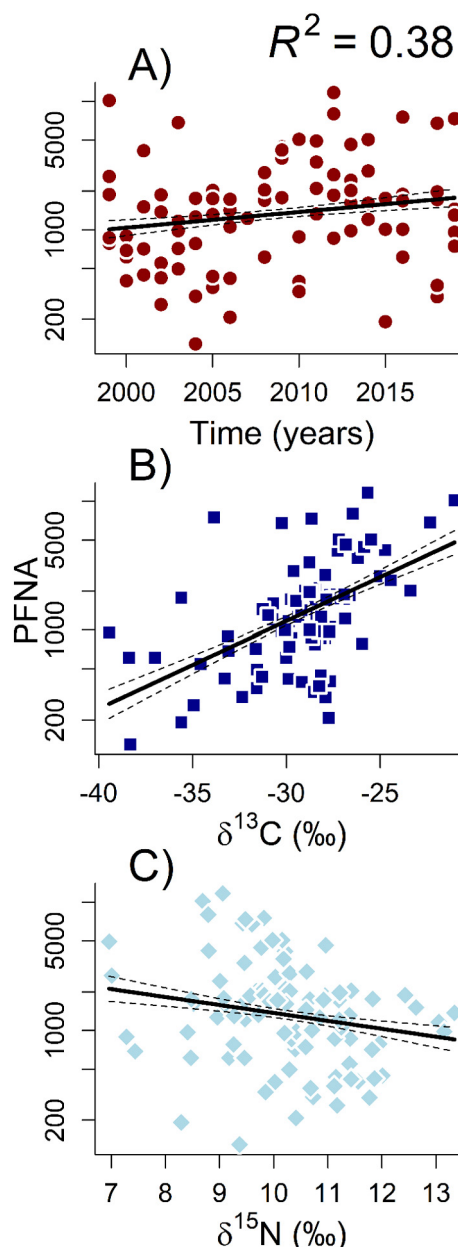 A)
R² = 0.38
5000
1000
200
2000 2005 2010 2015
Time (years)
B)
PFNA
5000
1000
200
-40 -35 -30 -25
δ¹³C (‰)
C)
5000
1000
200
7 8 9 10 11 12 13
δ¹⁵N (‰)